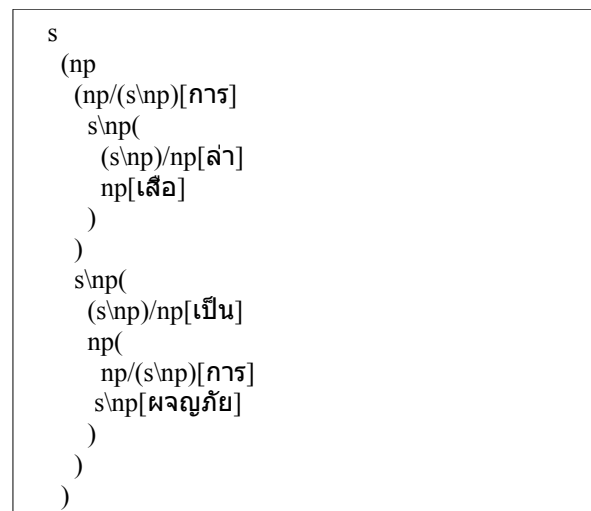 s
(np
(np/(s\np)[การ]
s\np(
(s\np)/np[ล่า]
np[เสือ]
)
)
s\np(
(s\np)/np[เป็น]
np(
np/(s\np)[การ]
s\np[ผจญภัย]
)
)
)